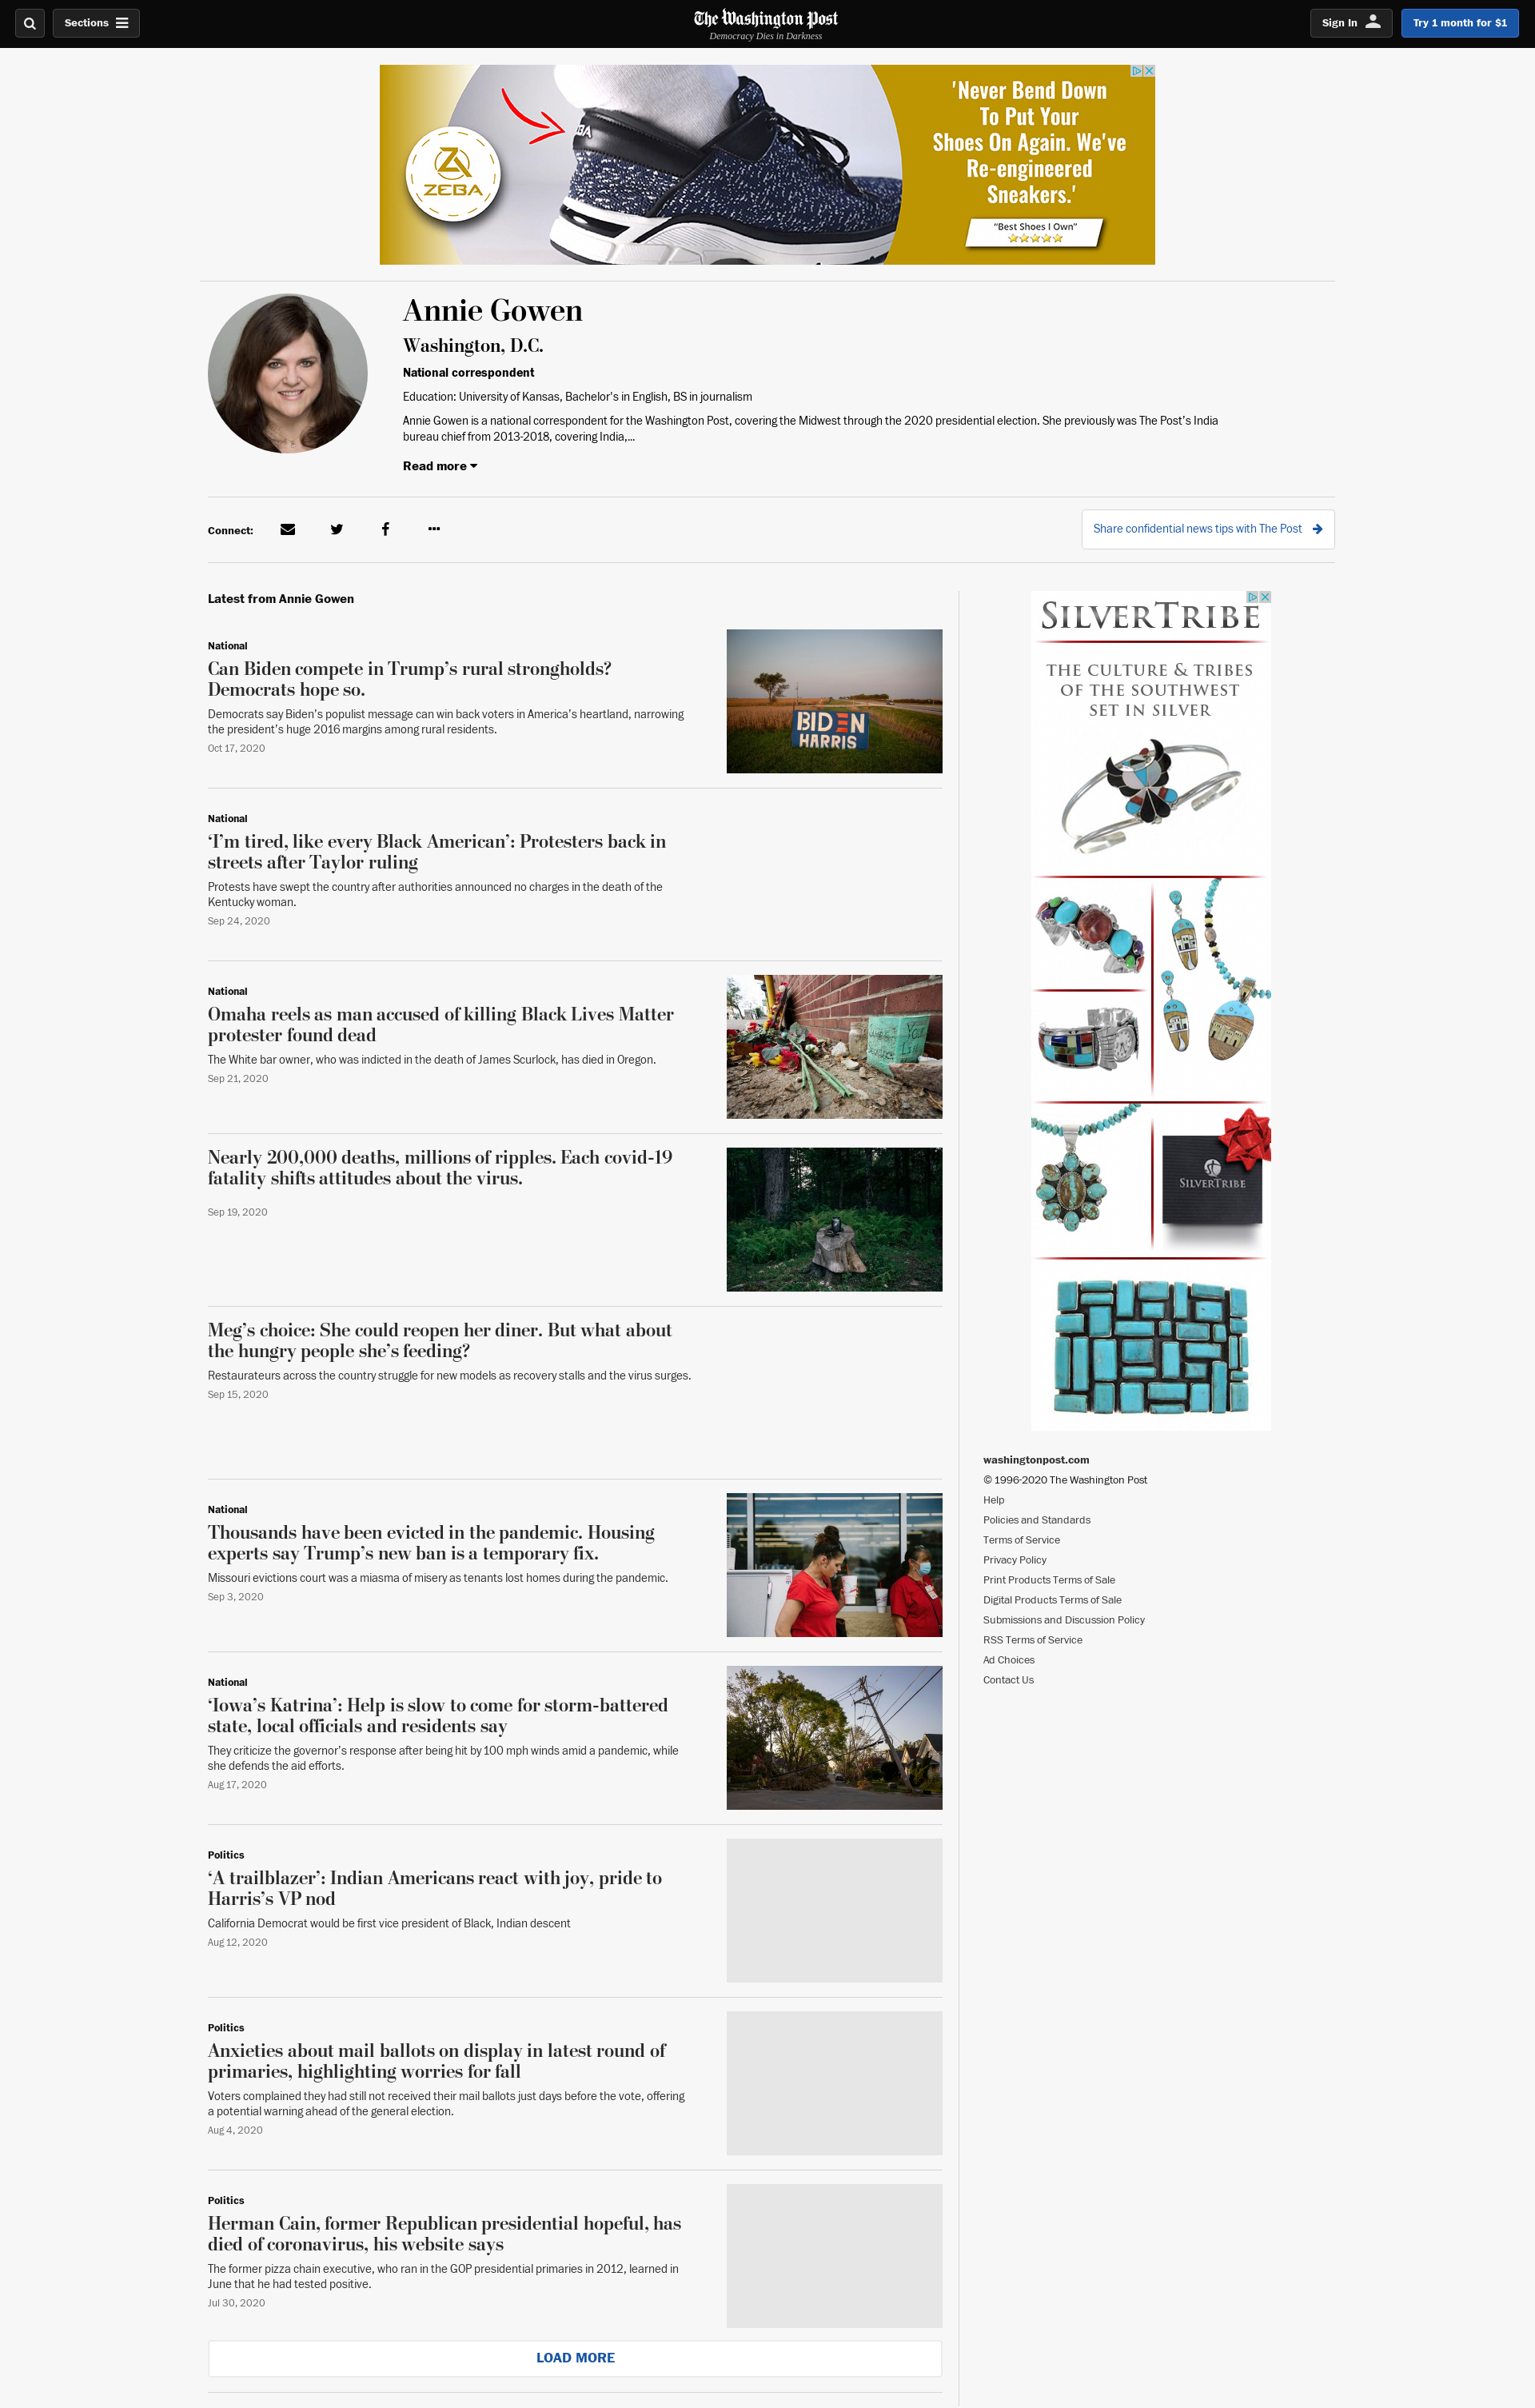 Sections
The Washington Post
Democracy Dies in Darkness
Sign In
Try 1 month for $1
ZEBA
ZEBA
'Never Bend Down
To Put Your
Shoes On Again. We've
Re-engineered
Sneakers.'
“Best Shoes I Own”
Annie Gowen
Washington, D.C.
National correspondent
Education: University of Kansas, Bachelor's in English, BS in journalism
Annie Gowen is a national correspondent for the Washington Post, covering the Midwest through the 2020 presidential election. She previously was The Post's India
bureau chief from 2013-2018, covering India,...
Read more
Connect:
Share confidential news tips with The Post
Latest from Annie Gowen
National
Can Biden compete in Trump’s rural strongholds?
Democrats hope so.
Democrats say Biden’s populist message can win back voters in America’s heartland, narrowing
the president’s huge 2016 margins among rural residents.
Oct 17, 2020
BIDEN
HARRIS
National
‘I’m tired, like every Black American’: Protesters back in
streets after Taylor ruling
Protests have swept the country after authorities announced no charges in the death of the
Kentucky woman.
Sep 24, 2020
National
Omaha reels as man accused of killing Black Lives Matter
protester found dead
The White bar owner, who was indicted in the death of James Scurlock, has died in Oregon.
Sep 21, 2020
Nearly 200,000 deaths, millions of ripples. Each covid-19
fatality shifts attitudes about the virus.
Sep 19, 2020
Meg’s choice: She could reopen her diner. But what about
the hungry people she’s feeding?
Restaurateurs across the country struggle for new models as recovery stalls and the virus surges.
Sep 15, 2020
National
Thousands have been evicted in the pandemic. Housing
experts say Trump’s new ban is a temporary fix.
Missouri evictions court was a miasma of misery as tenants lost homes during the pandemic.
Sep 3, 2020
National
‘Iowa’s Katrina’: Help is slow to come for storm-battered
state, local officials and residents say
They criticize the governor’s response after being hit by 100 mph winds amid a pandemic, while
she defends the aid efforts.
Aug 17, 2020
Politics
‘A trailblazer’: Indian Americans react with joy, pride to
Harris’s VP nod
California Democrat would be first vice president of Black, Indian descent
Aug 12, 2020
Politics
Anxieties about mail ballots on display in latest round of
primaries, highlighting worries for fall
Voters complained they had still not received their mail ballots just days before the vote, offering
a potential warning ahead of the general election.
Aug 4, 2020
Politics
Herman Cain, former Republican presidential hopeful, has
died of coronavirus, his website says
The former pizza chain executive, who ran in the GOP presidential primaries in 2012, learned in
June that he had tested positive.
Jul 30, 2020
LOAD MORE
SILVERTRIBE
THE CULTURE & TRIBES
OF THE SOUTHWEST
SET IN SILVER
SILVERTRIBE
washingtonpost.com
© 1996-2020 The Washington Post
Help
Policies and Standards
Terms of Service
Privacy Policy
Print Products Terms of Sale
Digital Products Terms of Sale
Submissions and Discussion Policy
RSS Terms of Service
Ad Choices
Contact Us